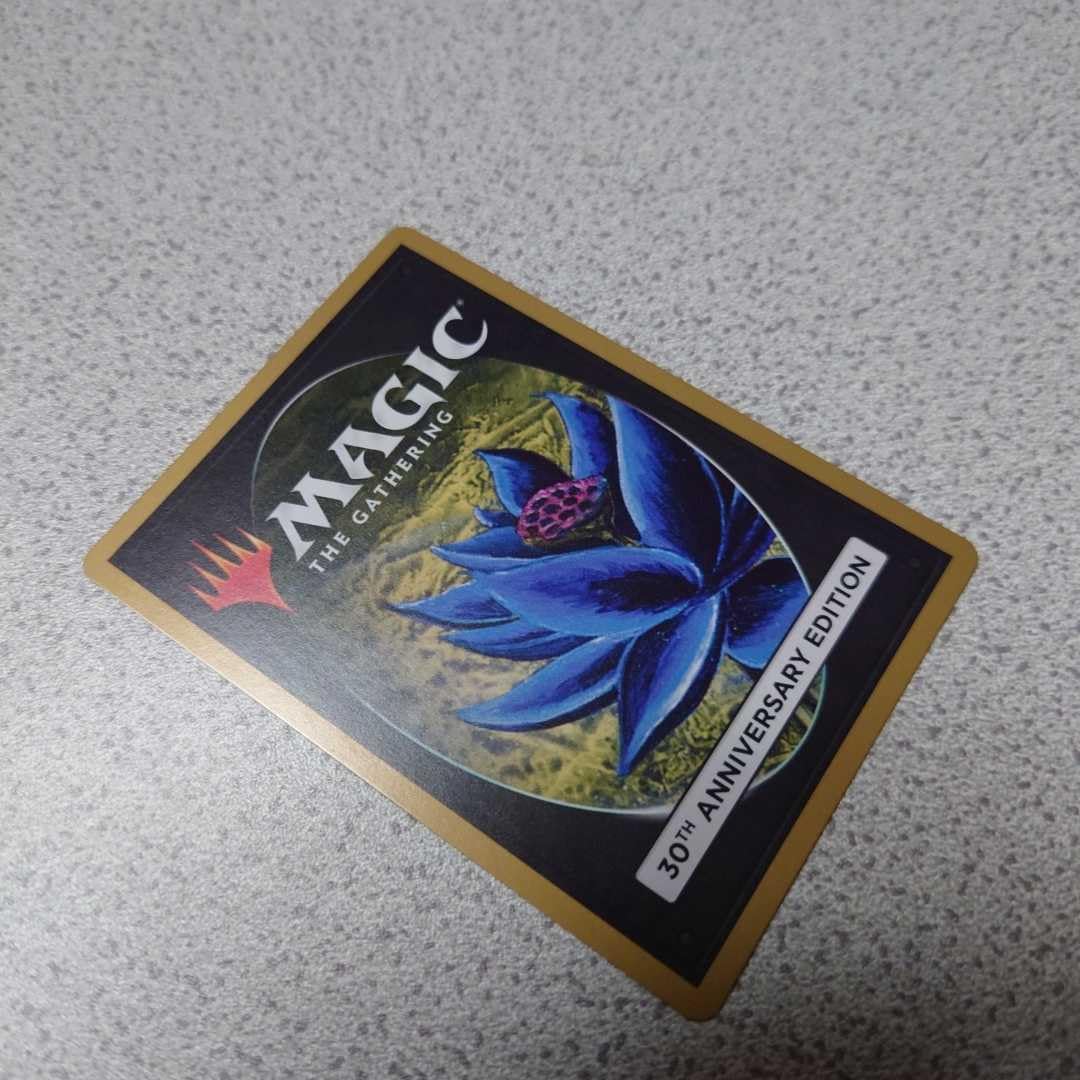 MAGIC®
THE GATHERING
30TH ANNIVERSARY EDITION